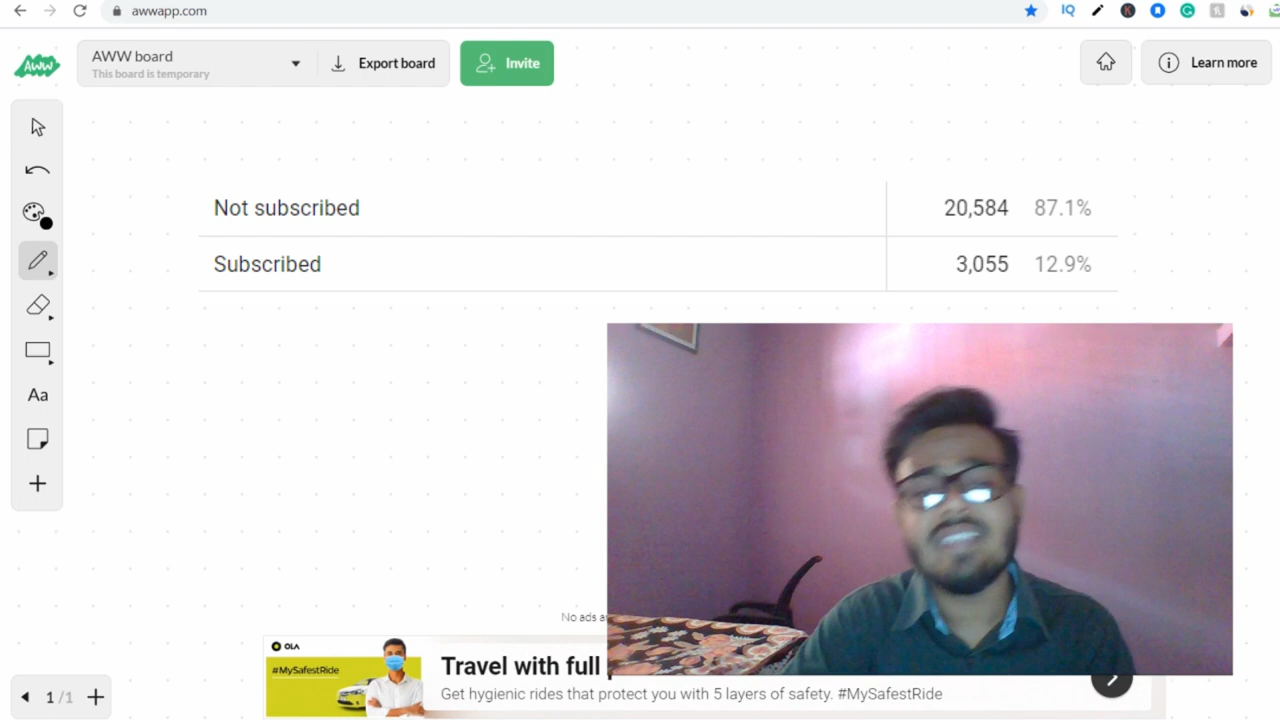 awwapp.com
IQ
K
AWW
AWW board
This board is temporary
Export board
Invite
Learn more
Not subscribed 20,584 87.1%
Subscribed 3,055 12.9%
Aa
No ads
OLA
#MySafestRide
Travel with full
Get hygienic rides that protect you with 5 layers of safety. #MySafestRide
1/1